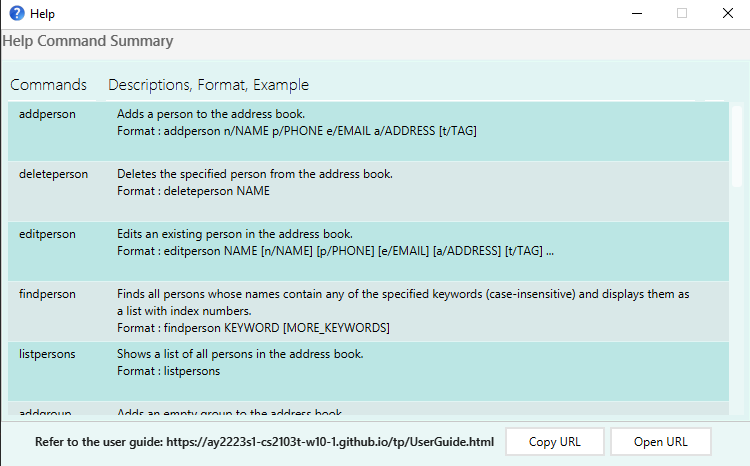 Help
Help Command Summary
Commands Descriptions, Format, Example
addperson Adds a person to the address book.
Format : addperson n/NAME p/PHONE e/EMAIL a/ADDRESS [t/TAG]
deleteperson Deletes the specified person from the address book.
Format : deleteperson NAME
editperson Edits an existing person in the address book.
Format : editperson NAME [n/NAME] [p/PHONE] [e/EMAIL] [a/ADDRESS] [t/TAG] ...
findperson Finds all persons whose names contain any of the specified keywords (case-insensitive) and displays them as
a list with index numbers.
Format : findperson KEYWORD [MORE_KEYWORDS]
listpersons Shows a list of all persons in the address book.
Format : listpersons
addgroup Adds an empty group to the address book.
Refer to the user guide: https://ay2223s1-cs2103t-w10-1.github.io/tp/UserGuide.html Copy URL Open URL